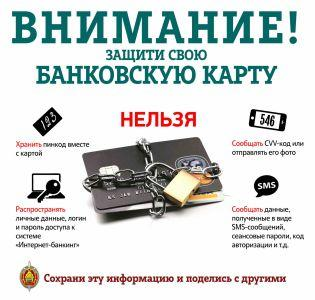 ВНИМАНИЕ!
ЗАЩИТИ СВОЮ
БАНКОВСКУЮ КАРТУ
НЕЛЬЗЯ
123
Хранить пинкод вместе
с картой
546
Сообщать CVV-код или
отправлять его фото
Распространять
личные данные, логин
и пароль доступа к
системе
«Интернет-банкинг»
SMS
Сообщать данные,
полученные в виде
SMS-сообщений,
сеансовые пароли, код
авторизации и т.д.
Сохрани эту информацию и поделись с другими